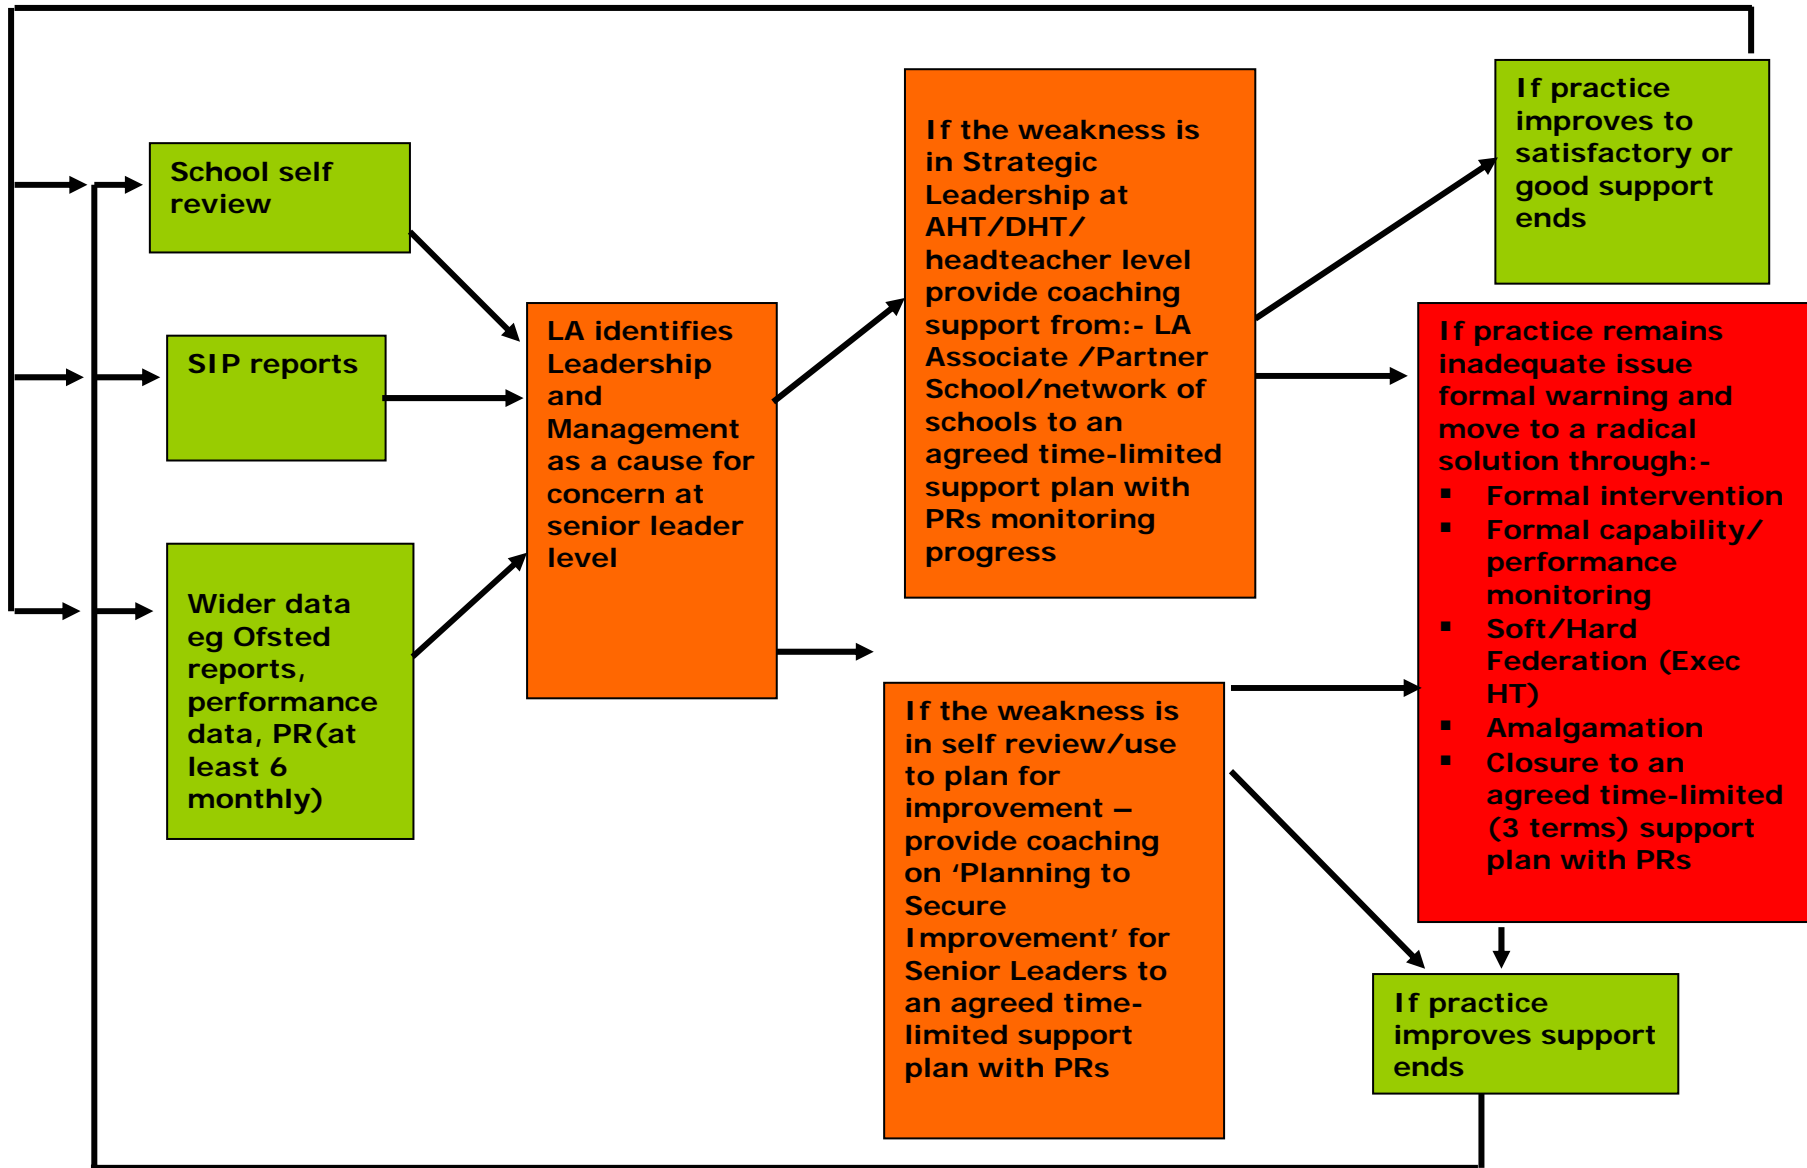 School self
review
SIP reports
Wider data
eg Ofsted
reports,
performance
data, PR(at
least 6
monthly)
LA identifies
Leadership
and
Management
as a cause for
concern at
senior leader
level
If the weakness is
in Strategic
Leadership at
AHT/DHT/
headteacher level
provide coaching
support from:- LA
Associate /Partner
School/network of
schools to an
agreed time-limited
support plan with
PRs monitoring
progress
If the weakness is
in self review/use
to plan for
improvement –
provide coaching
on ‘Planning to
Secure
Improvement’ for
Senior Leaders to
an agreed time-
limited support
plan with PRs
If practice
improves to
satisfactory or
good support
ends
If practice remains
inadequate issue
formal warning and
move to a radical
solution through:-
▪ Formal intervention
▪ Formal capability/
performance
monitoring
▪ Soft/Hard
Federation (Exec
HT)
▪ Amalgamation
▪ Closure to an
agreed time-limited
(3 terms) support
plan with PRs
If practice
improves support
ends